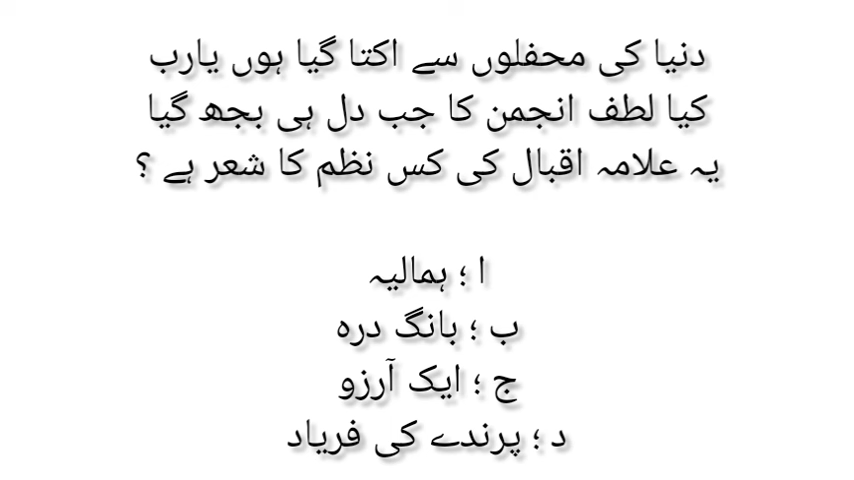 دنیا کی محفلوں سے اکتا گیا ہوں یارب
کیا لطف انجمن کا جب دل ہی بجھ گیا
یہ علامہ اقبال کی کس نظم کا شعر ہے ؟
ا ؛ ہمالیہ
ب ؛ بانگ درہ
ج ؛ ایک آرزو
د ؛ پرندے کی فریاد